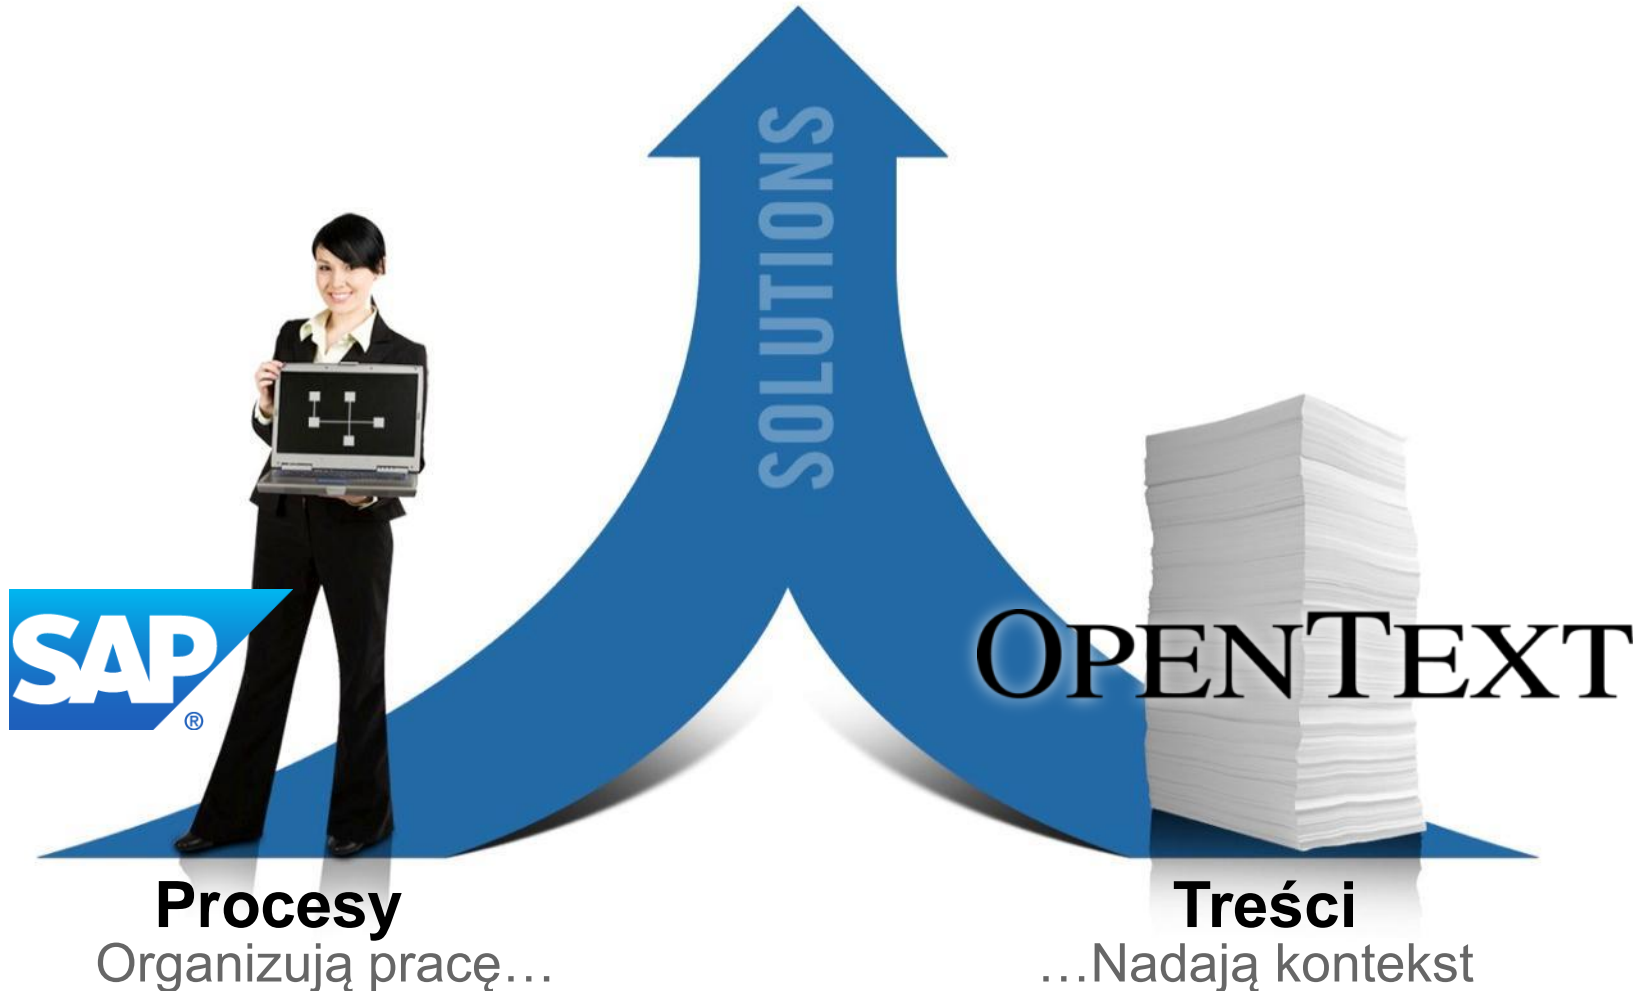 SOLUTIONS
SAP
®
OPENTEXT
Procesy
Organizują pracę…
Treści
…Nadają kontekst